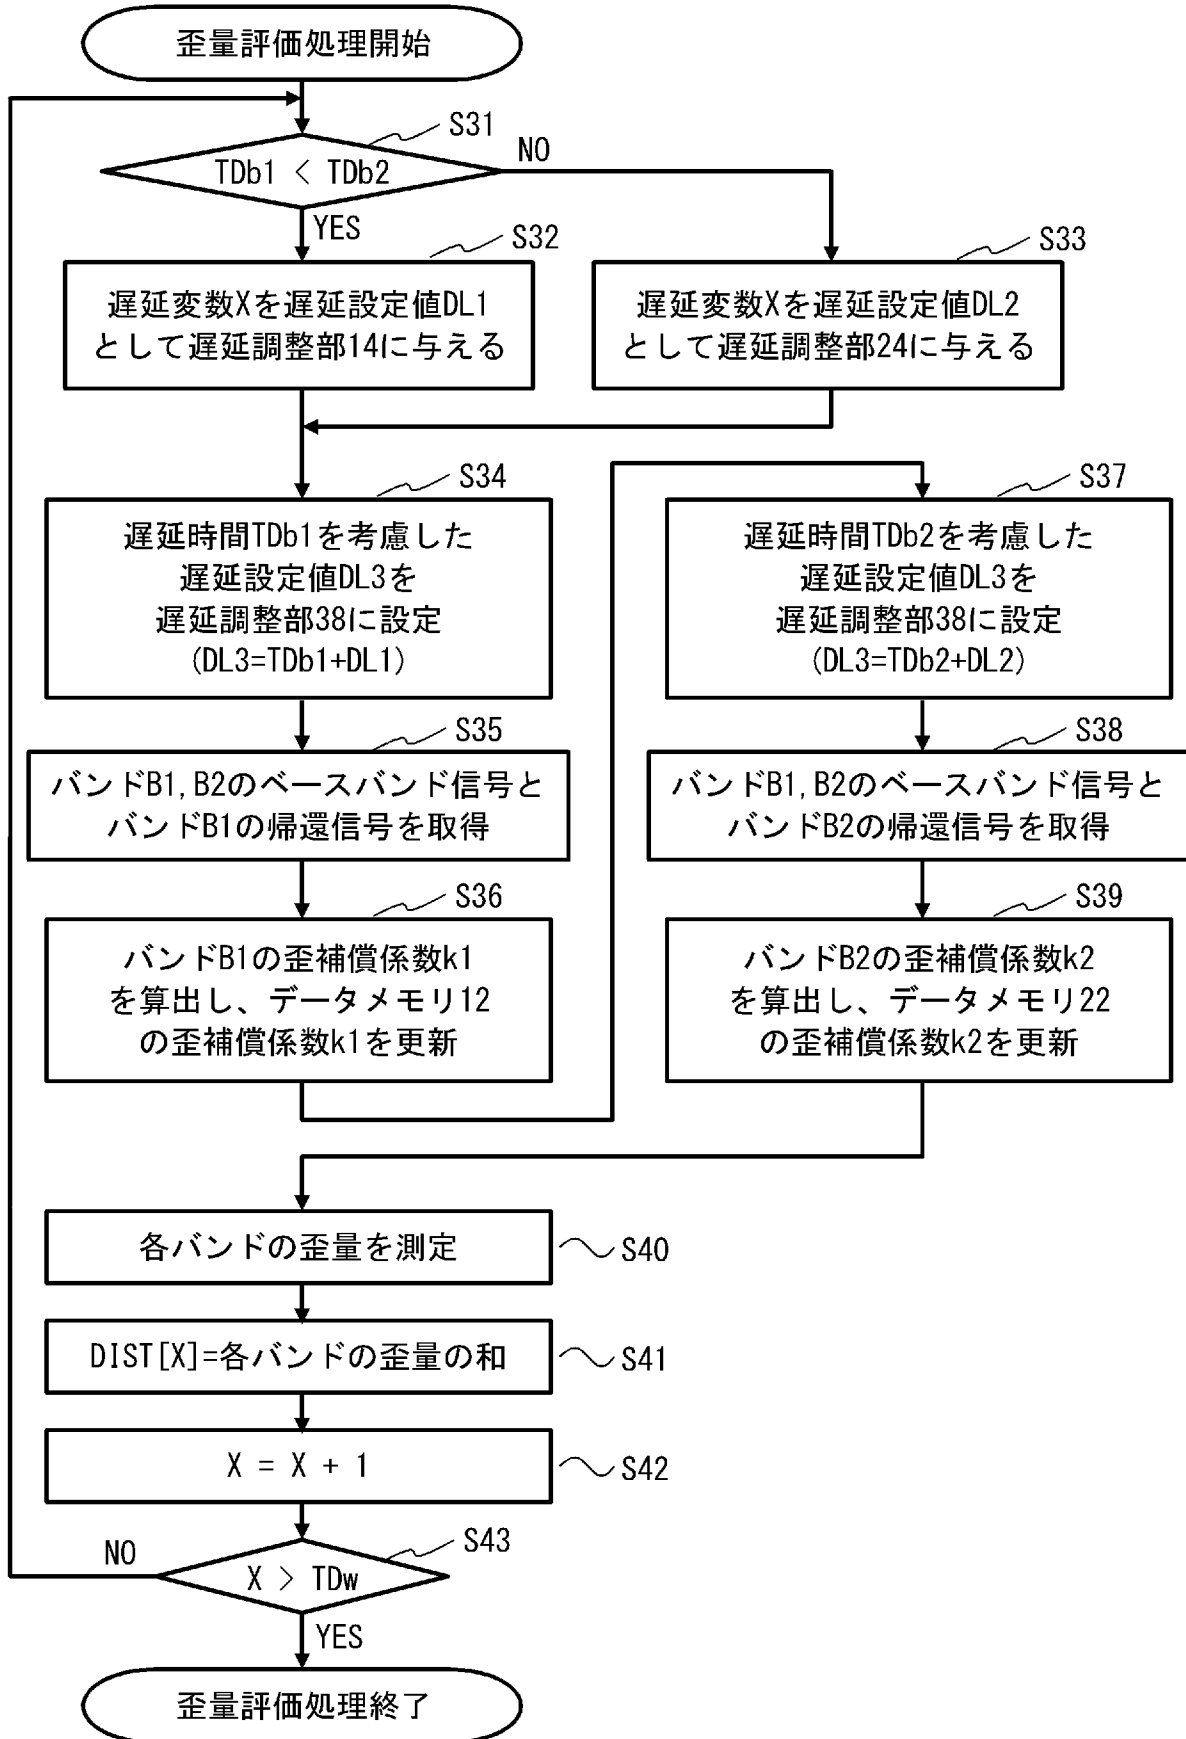 歪量評価処理開始
S31
TDb1 < TDb2
NO
YES
S32
遅延変数Xを遅延設定値DL1
として遅延調整部14に与える
S33
遅延変数Xを遅延設定値DL2
として遅延調整部24に与える
S34
遅延時間TDb1を考慮した
遅延設定値DL3を
遅延調整部38に設定
(DL3=TDb1+DL1)
S35
バンドB1,B2のベースバンド信号と
バンドB1の帰還信号を取得
S36
バンドB1の歪補償係数k1
を算出し、データメモリ12
の歪補償係数k1を更新
S37
遅延時間TDb2を考慮した
遅延設定値DL3を
遅延調整部38に設定
(DL3=TDb2+DL2)
S38
バンドB1,B2のベースバンド信号と
バンドB2の帰還信号を取得
S39
バンドB2の歪補償係数k2
を算出し、データメモリ22
の歪補償係数k2を更新
各バンドの歪量を測定
S40
DIST[X]=各バンドの歪量の和
S41
X = X + 1
S42
S43
NO
X > TDw
YES
歪量評価処理終了